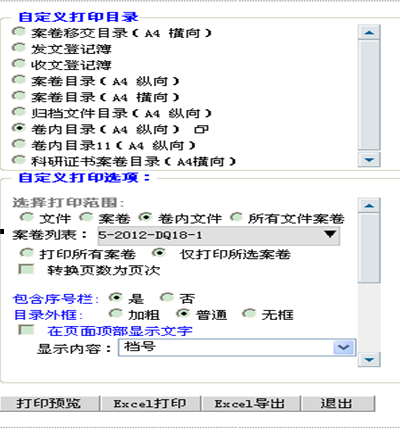 自定义打印目录
案卷移交目录(A4 横向)
发文登记簿
收文登记簿
案卷目录(A4 纵向)
案卷目录(A4 横向)
归档文件目录(A4 纵向)
卷内目录(A4 纵向)
卷内目录11(A4 纵向)
科研证书案卷目录(A4横向)
自定义打印选项:
选择打印范围:
文件 案卷 卷内文件 所有文件案卷
案卷列表: 5-2012-DQ18-1
打印所有案卷 仅打印所选案卷
转换页数为页次
包含序号栏: 是 否
目录外框: 加粗 普通 无框
在页面顶部显示文字
显示内容: 档号
打印预览 Excel打印 Excel导出 退出